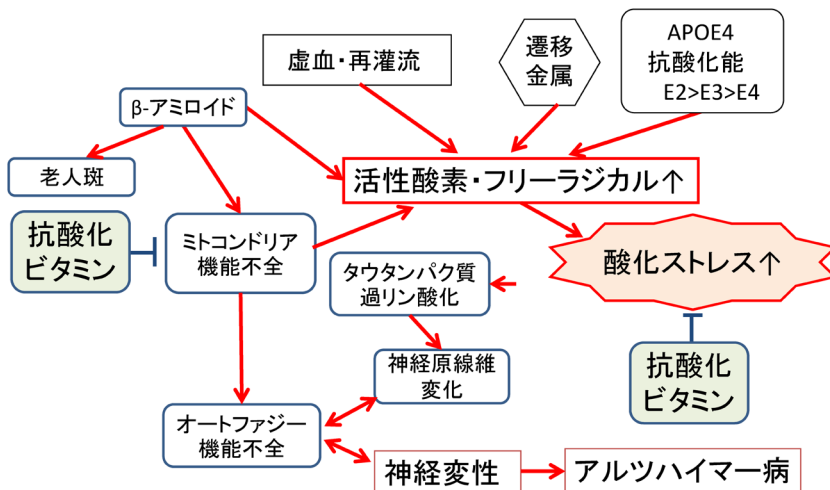 虚血・再灌流
遷移
金属
APOE4
抗酸化能
E2>E3>E4
β-アミロイド
老人斑
活性酸素・フリーラジカル↑
抗酸化
ビタミン
ミトコンドリア
機能不全
タウタンパク質
過リン酸化
酸化ストレス↑
神経原線維
変化
抗酸化
ビタミン
オートファジー
機能不全
神経変性
アルツハイマー病